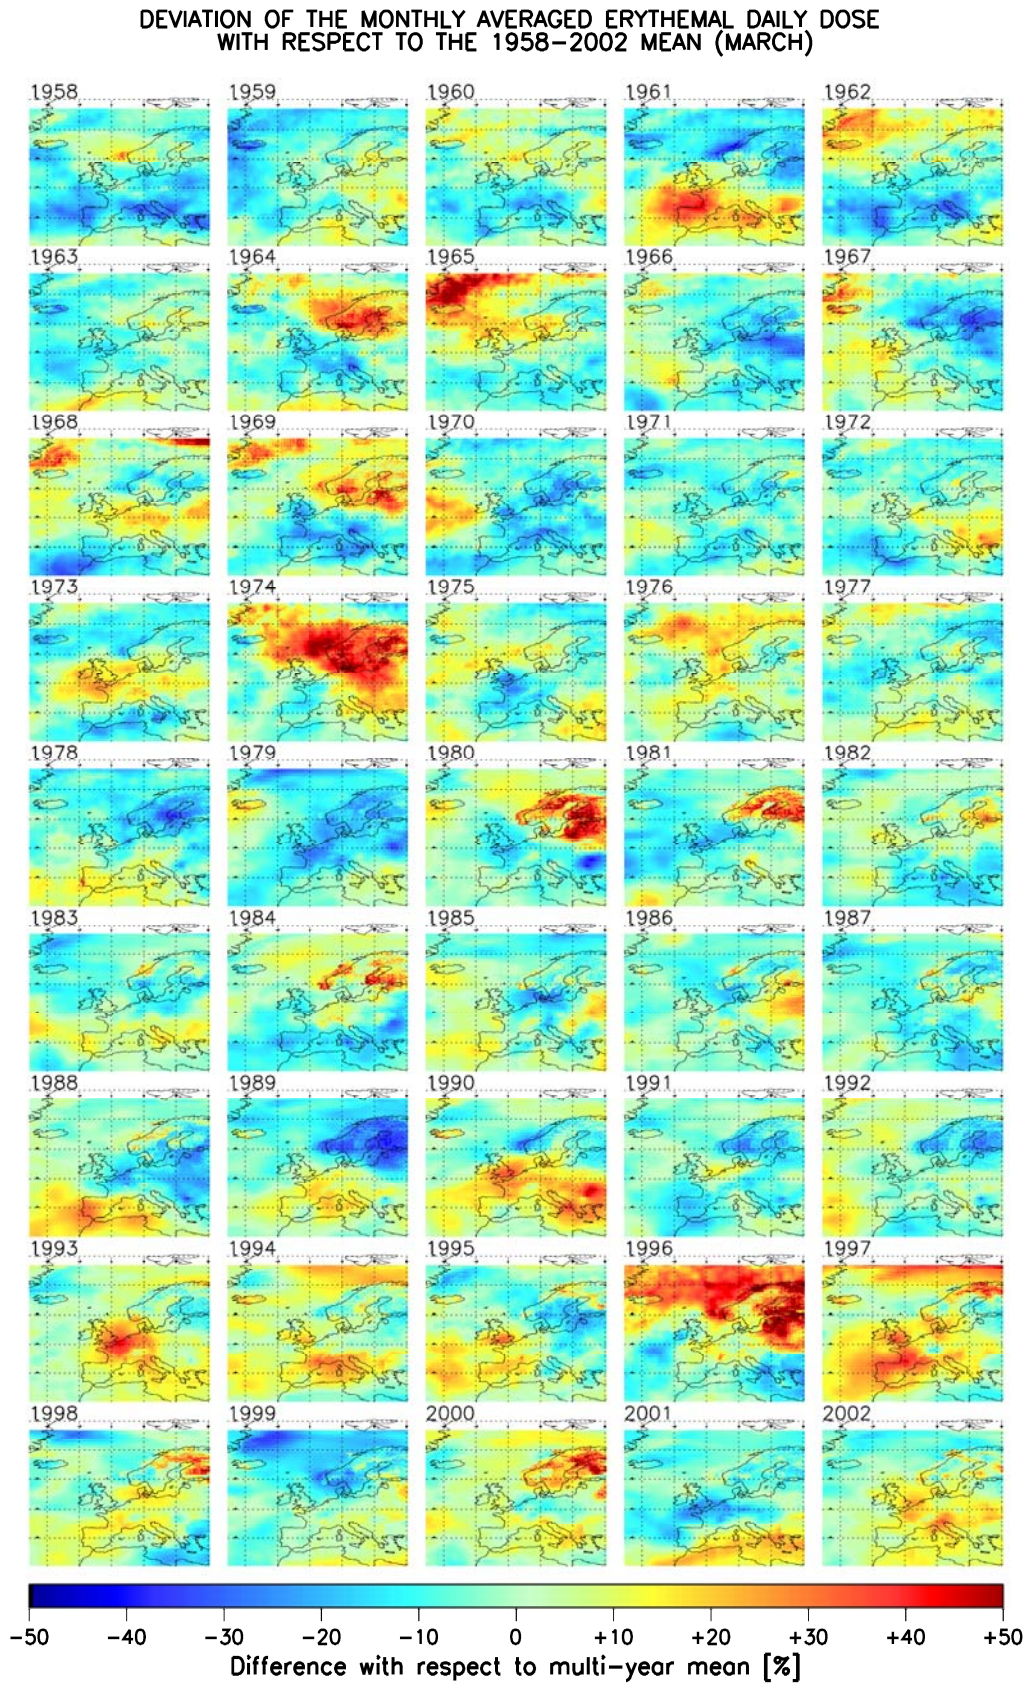 DEVIATION OF THE MONTHLY AVERAGED ERYTHEMAL DAILY DOSE
WITH RESPECT TO THE 1958-2002 MEAN (MARCH)
1958 1959 1960 1961 1962
1963 1964 1965 1966 1967
1968 1969 1970 1971 1972
1973 1974 1975 1976 1977
1978 1979 1980 1981 1982
1983 1984 1985 1986 1987
1988 1989 1990 1991 1992
1993 1994 1995 1996 1997
1998 1999 2000 2001 2002
-50 -40 -30 -20 -10 0 +10 +20 +30 +40 +50
Difference with respect to multi-year mean [%]